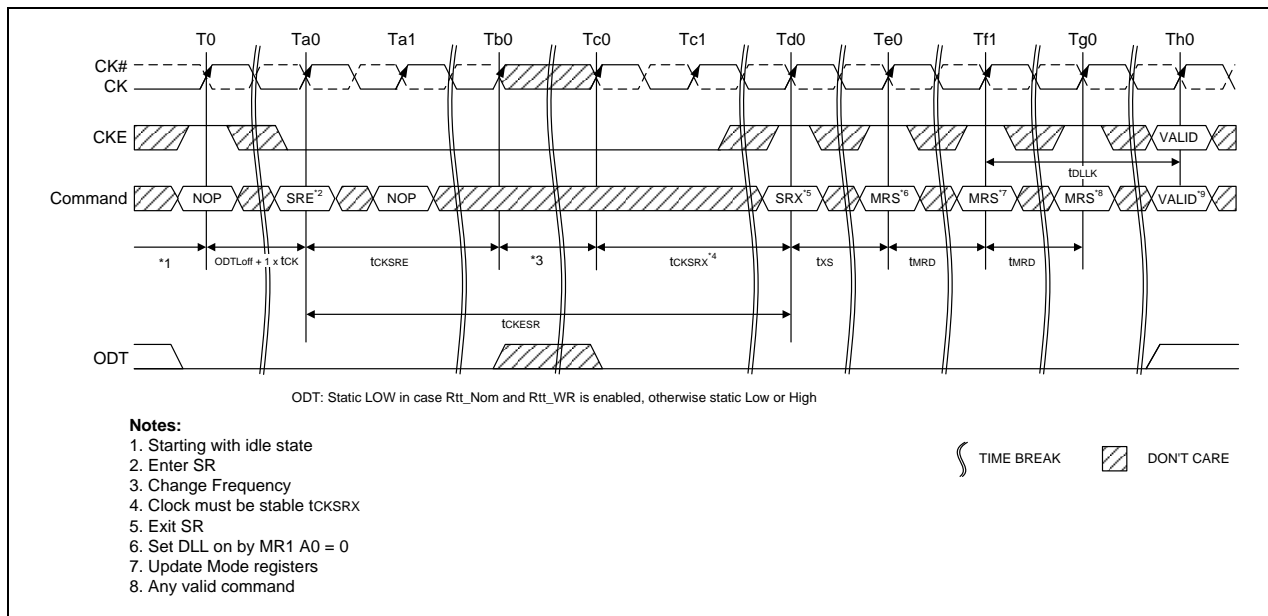 T0 Ta0 Ta1 Tb0 Tc0 Tc1 Td0 Te0 Tf1 Tg0 Th0
CK#
CK
CKE VALID
tDLLK
Command NOP SRE*2 NOP SRX*5 MRS*6 MRS*7 MRS*8 VALID*9
*1 ODTLoff + 1 x tCK tCKSRE *3 tCKSRX*4 tXS tMRD tMRD
tCKESR
ODT
ODT: Static LOW in case Rtt_Nom and Rtt_WR is enabled, otherwise static Low or High
Notes:
1. Starting with idle state
2. Enter SR
3. Change Frequency
4. Clock must be stable tCKSRX
5. Exit SR
6. Set DLL on by MR1 A0 = 0
7. Update Mode registers
8. Any valid command
TIME BREAK DON'T CARE